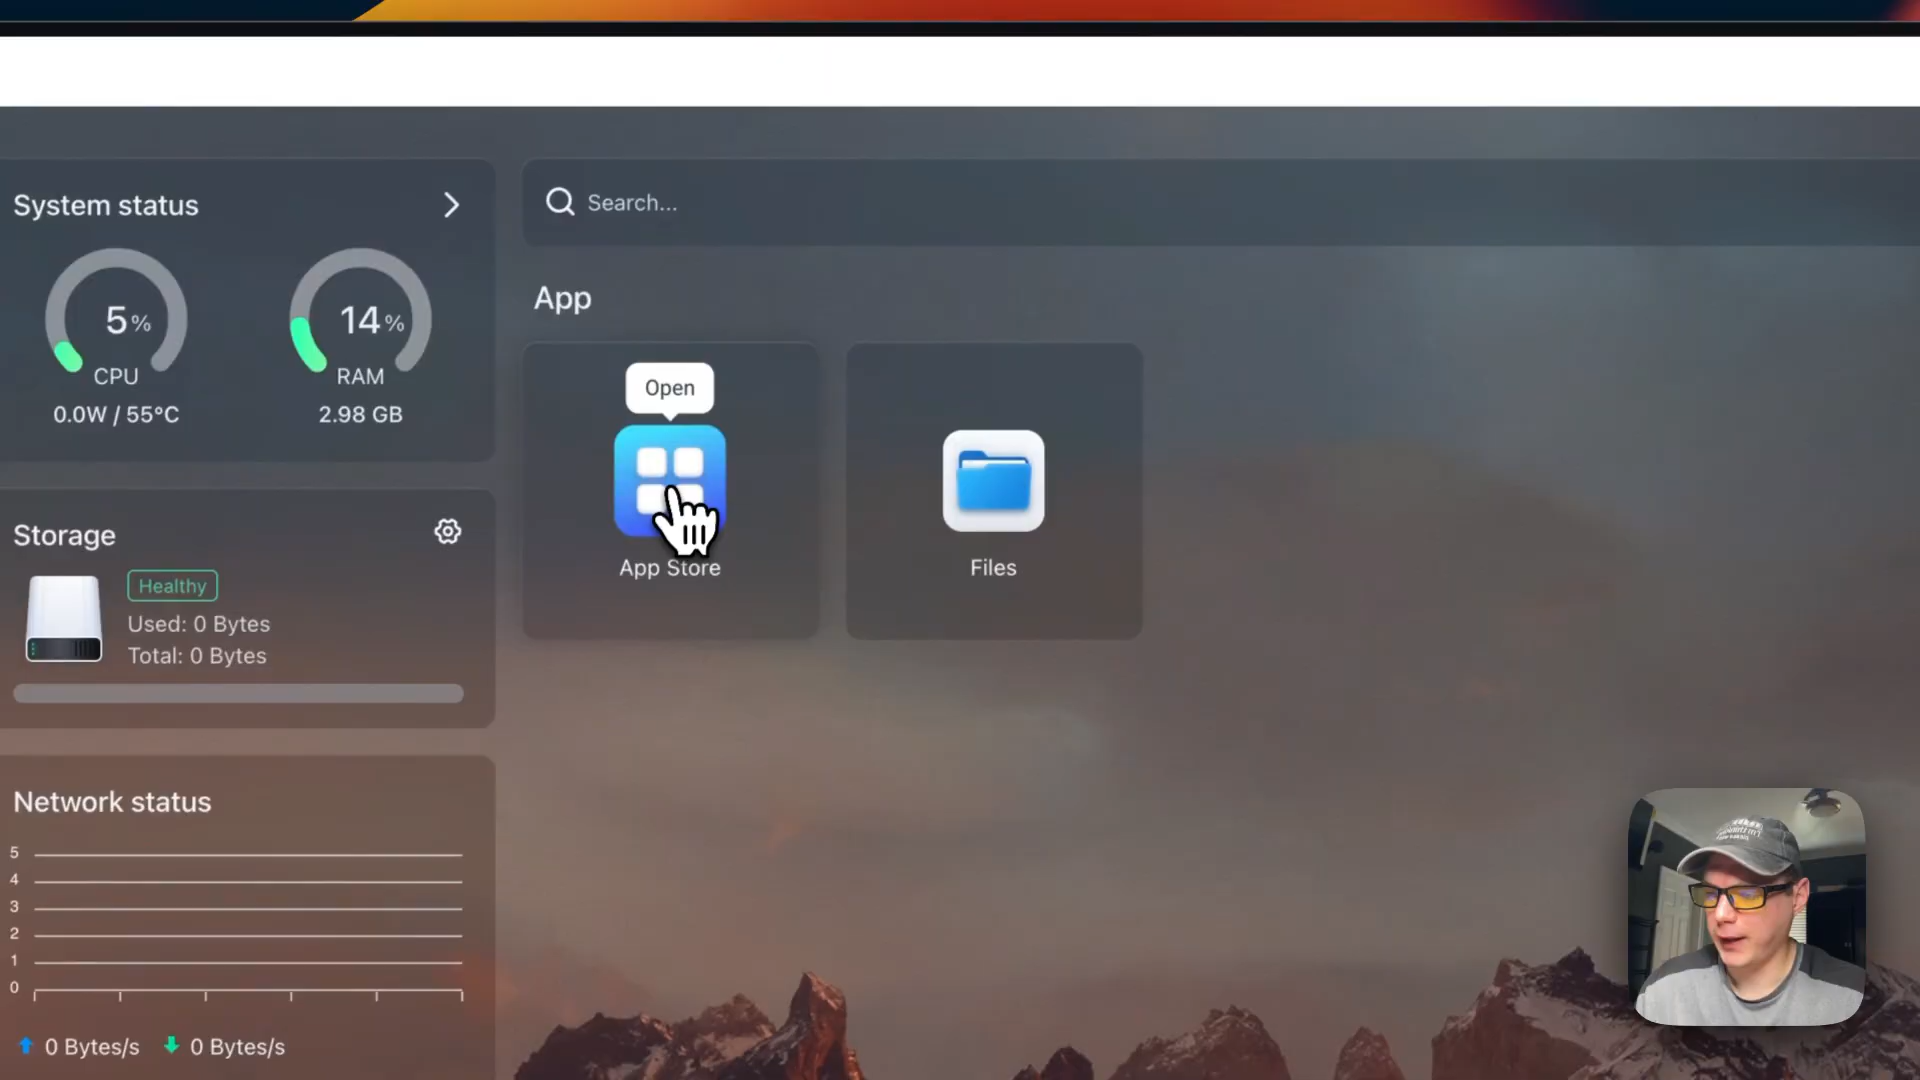 System status
5%
CPU
0.0W / 55°C
14%
RAM
2.98 GB
Search...
App
Open
App Store
Files
Storage
Healthy
Used: 0 Bytes
Total: 0 Bytes
Network status
5
4
3
2
1
0
0 Bytes/s
0 Bytes/s